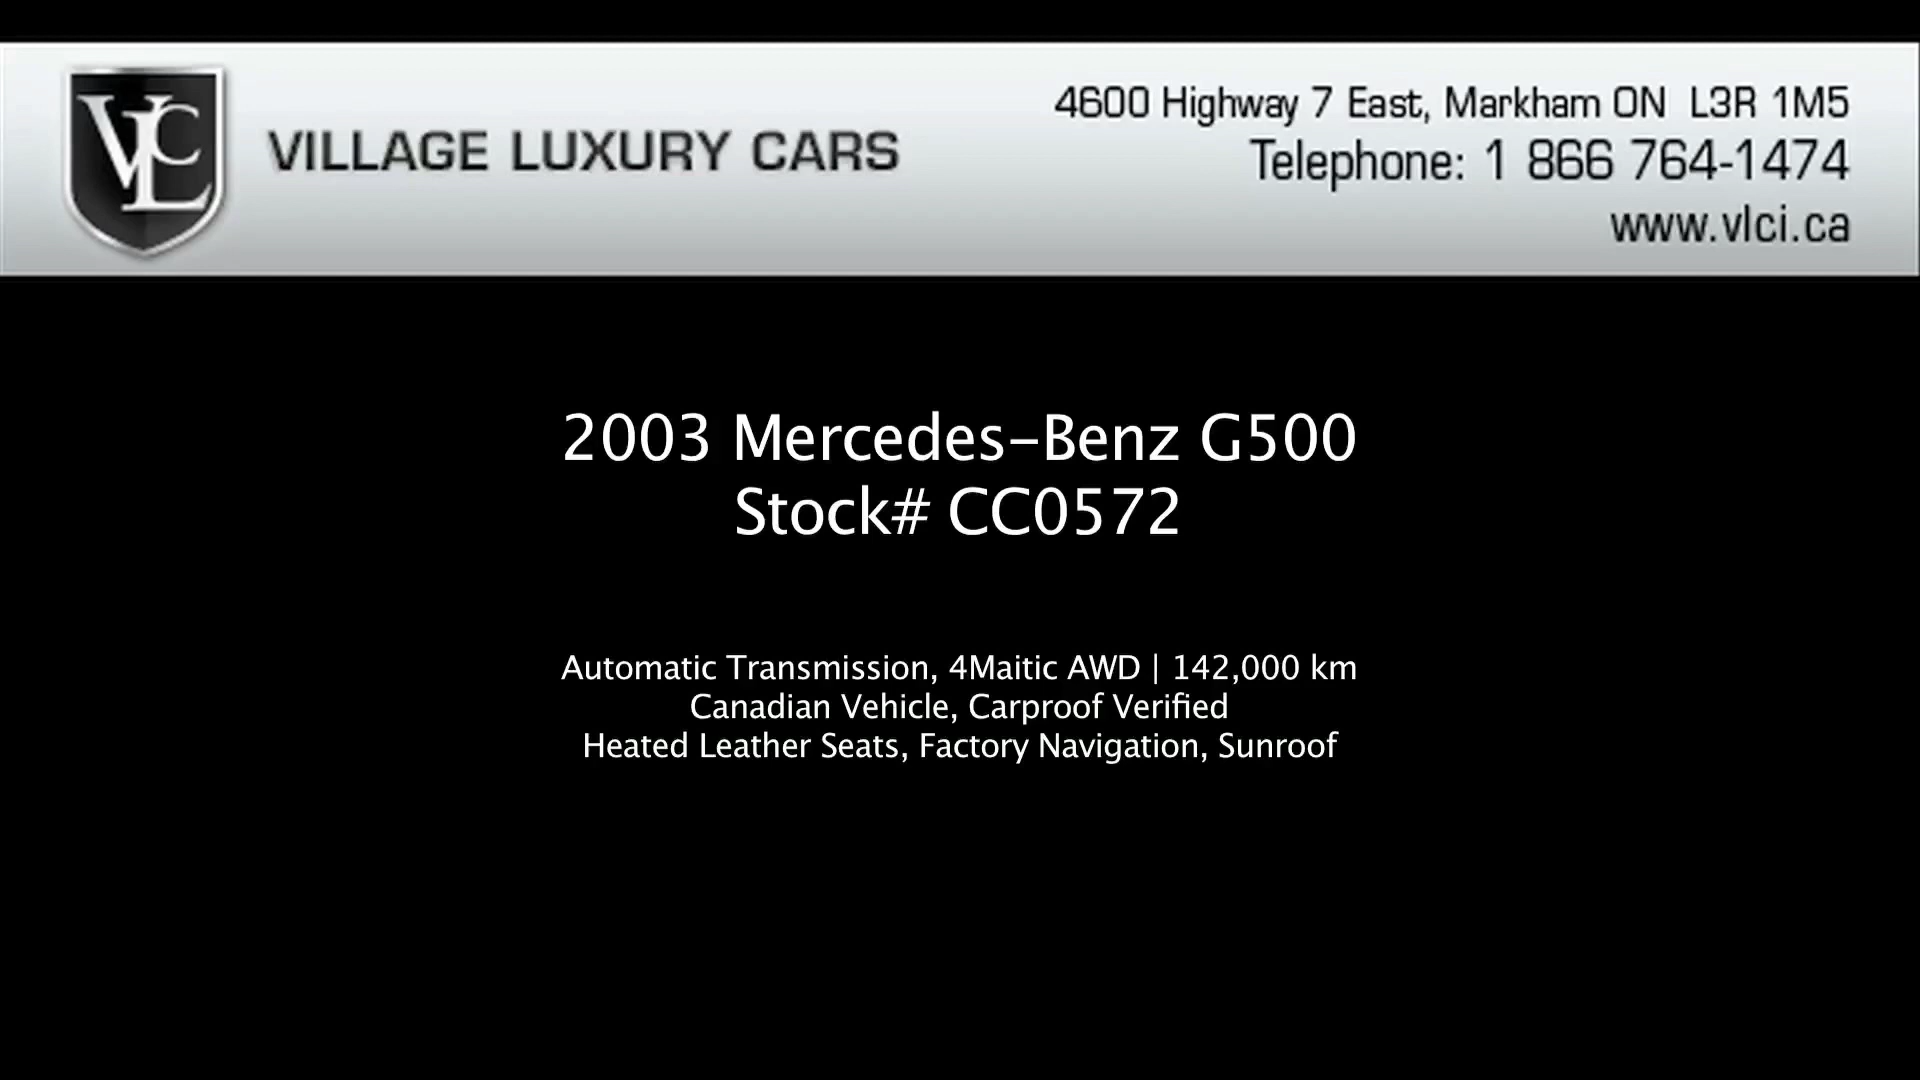 VLC
VILLAGE LUXURY CARS
4600 Highway 7 East, Markham ON L3R 1M5
Telephone: 1 866 764-1474
www.vlci.ca
2003 Mercedes-Benz G500
Stock# CC0572
Automatic Transmission, 4Maitic AWD | 142,000 km
Canadian Vehicle, Carproof Verified
Heated Leather Seats, Factory Navigation, Sunroof